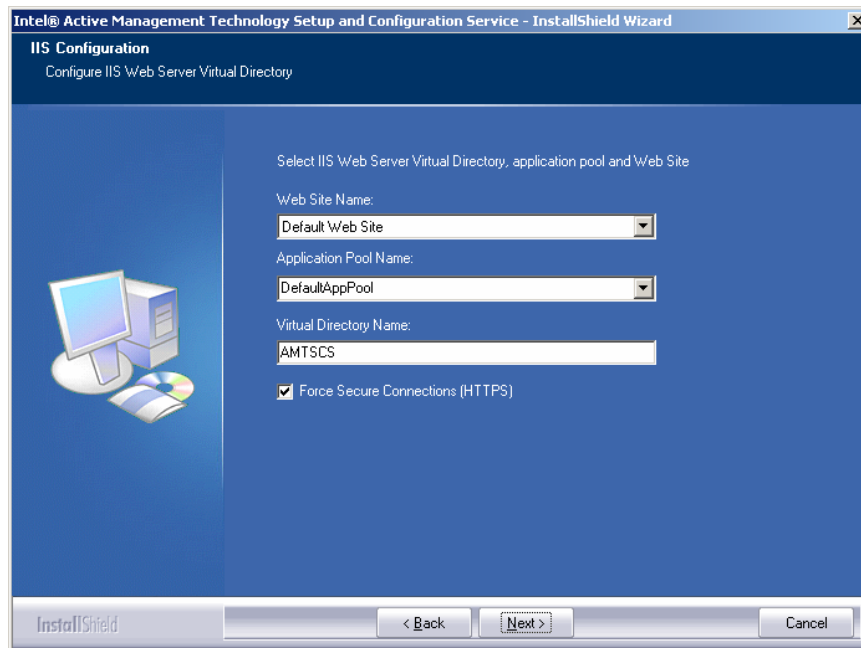 Intel® Active Management Technology Setup and Configuration Service - InstallShield Wizard
IIS Configuration
Configure IIS Web Server Virtual Directory
Select IIS Web Server Virtual Directory, application pool and Web Site
Web Site Name:
Default Web Site
Application Pool Name:
DefaultAppPool
Virtual Directory Name:
AMTSCS
Force Secure Connections (HTTPS)
InstallShield
< Back
Next >
Cancel